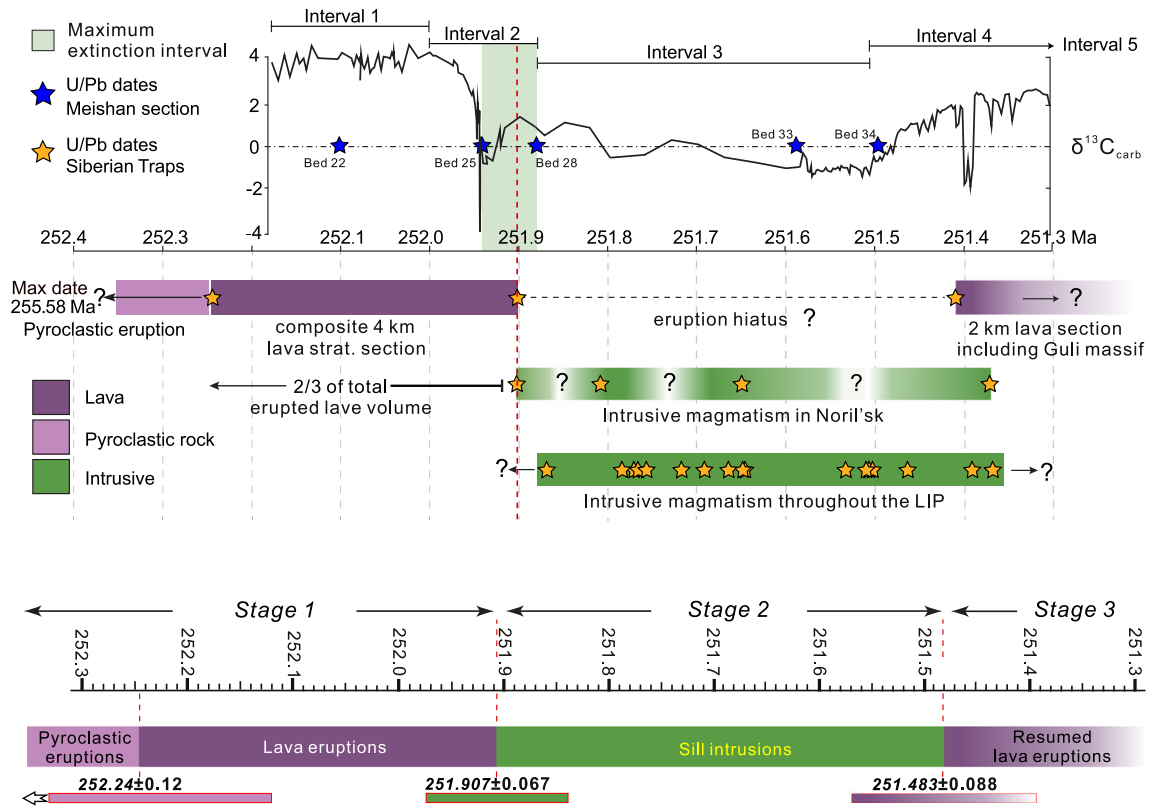 Interval 1
Interval 2
Interval 3
Interval 4
Interval 5
Maximum
extinction interval
U/Pb dates
Meishan section
U/Pb dates
Siberian Traps
4
2
0
-2
-4
Bed 22
Bed 25
Bed 28
Bed 33
Bed 34
δ¹³C carb
252.4
252.3
252.1
252.0
251.9
251.8
251.7
251.6
251.5
251.4
251.3 Ma
Max date
255.58 Ma
?
Pyroclastic eruption
composite 4 km
lava strat. section
eruption hiatus ?
?
2 km lava section
including Guli massif
2/3 of total
erupted lave volume
? ? ?
Intrusive magmatism in Noril'sk
Lava
Pyroclastic rock
Intrusive
?
?
Intrusive magmatism throughout the LIP
Stage 1
Stage 2
Stage 3
252.3
252.2
252.1
252.0
251.9
251.8
251.7
251.6
251.5
251.4
251.3
Pyroclastic
eruptions
Lava eruptions
Sill intrusions
Resumed
lava eruptions
252.24±0.12
251.907±0.067
251.483±0.088